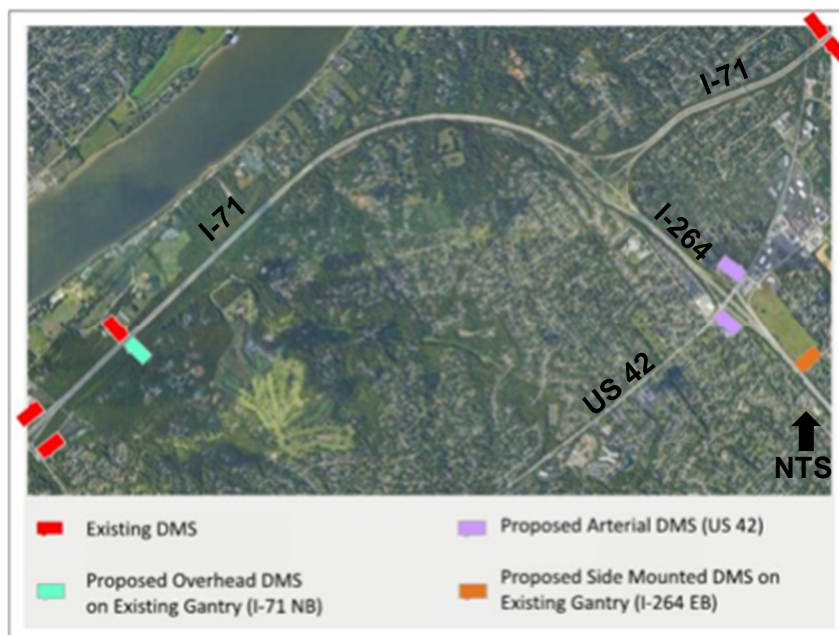 I-71
I-71
I-264
US 42
NTS
Existing DMS
Proposed Overhead DMS
on Existing Gantry (I-71 NB)
Proposed Arterial DMS (US 42)
Proposed Side Mounted DMS on
Existing Gantry (I-264 EB)